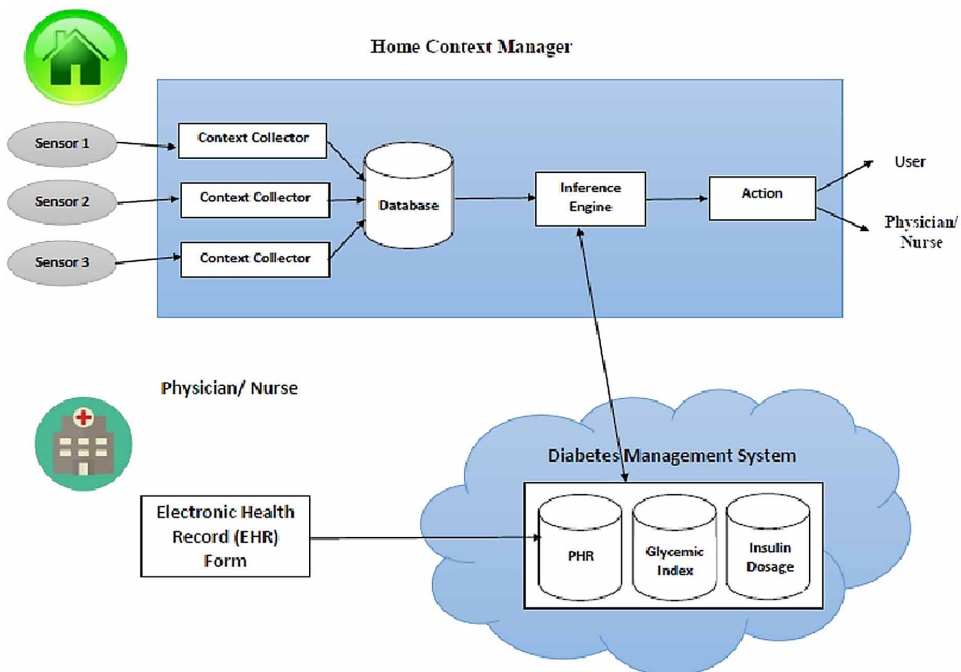 Home Context Manager
Sensor 1
Context Collector
Sensor 2
Context Collector
Sensor 3
Context Collector
Database
Inference
Engine
Action
User
Physician/
Nurse
Physician/ Nurse
Electronic Health
Record (EHR)
Form
Diabetes Management System
PHR
Glycemic
Index
Insulin
Dosage